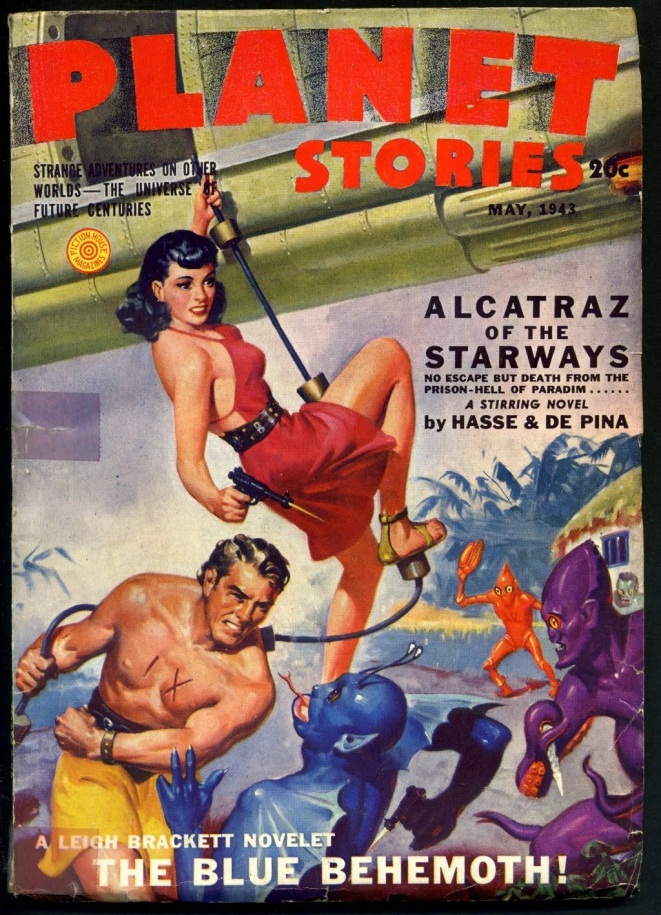 PLANET
STORIES 20c
STRANGE ADVENTURES ON OTHER
WORLDS—THE UNIVERSE OF
FUTURE CENTURIES
MAY, 1943
FICTION HOUSE
MAGAZINES
ALCATRAZ
OF THE
STARWAYS
NO ESCAPE BUT DEATH FROM THE
PRISON-HELL OF PARADIM......
A STIRRING NOVEL
by HASSE & DE PINA
A LEIGH BRACKETT NOVELET
THE BLUE BEHEMOTH!